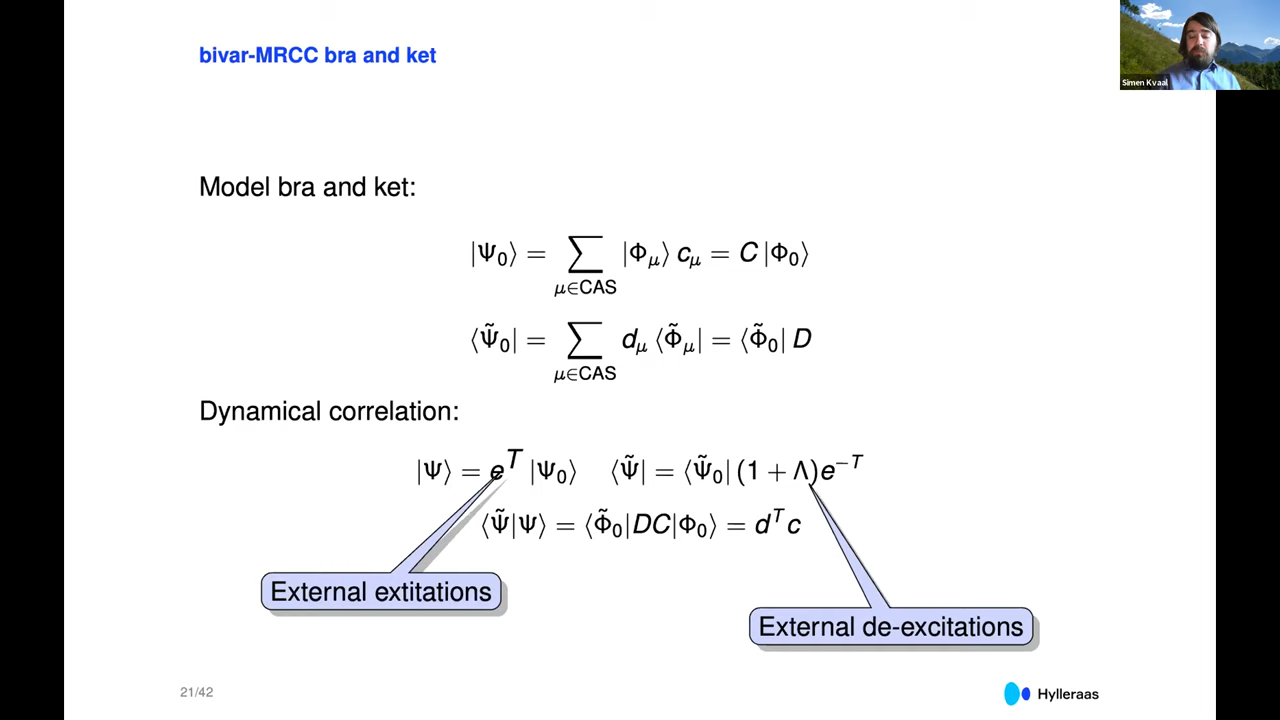 bivar-MRCC bra and ket
Simen Kvaal
Model bra and ket:
|Ψ₀⟩ = ∑ |Φ_μ⟩ c_μ = C |Φ₀⟩
μ∈CAS
⟨Ψ̃₀| = ∑ d_μ ⟨Φ̃_μ| = ⟨Φ̃₀| D
μ∈CAS
Dynamical correlation:
|Ψ⟩ = e^T |Ψ₀⟩ ⟨Ψ̃| = ⟨Ψ̃₀| (1 + Λ)e^{−T}
⟨Ψ̃|Ψ⟩ = ⟨Φ̃₀|DC|Φ₀⟩ = d^T c
External extitations
External de-excitations
21/42
Hylleraas